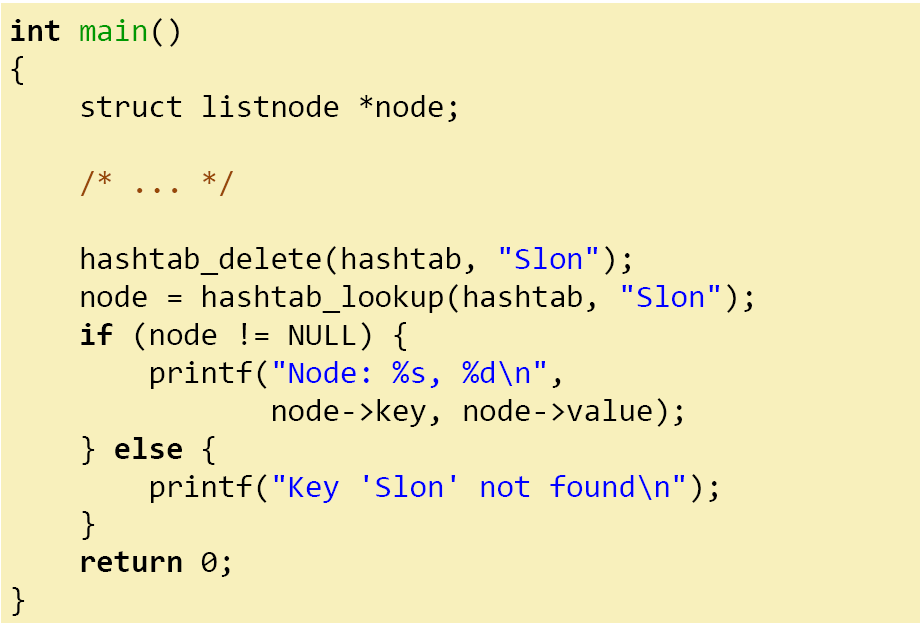 int main()
{
    struct listnode *node;

    /* ... */

    hashtab_delete(hashtab, "Slon");
    node = hashtab_lookup(hashtab, "Slon");
    if (node != NULL) {
        printf("Node: %s, %d\n",
               node->key, node->value);
    } else {
        printf("Key 'Slon' not found\n");
    }
    return 0;
}